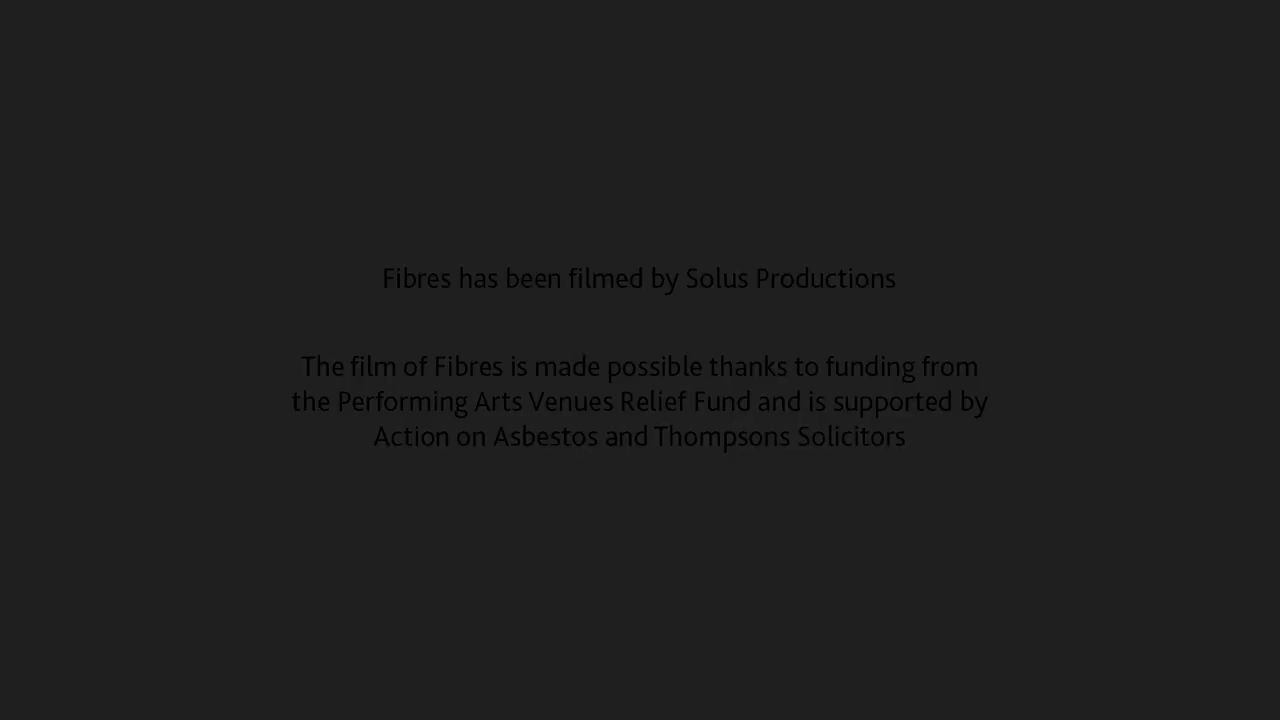 Fibres has been filmed by Solus Productions
The film of Fibres is made possible thanks to funding from
the Performing Arts Venues Relief Fund and is supported by
Action on Asbestos and Thompsons Solicitors